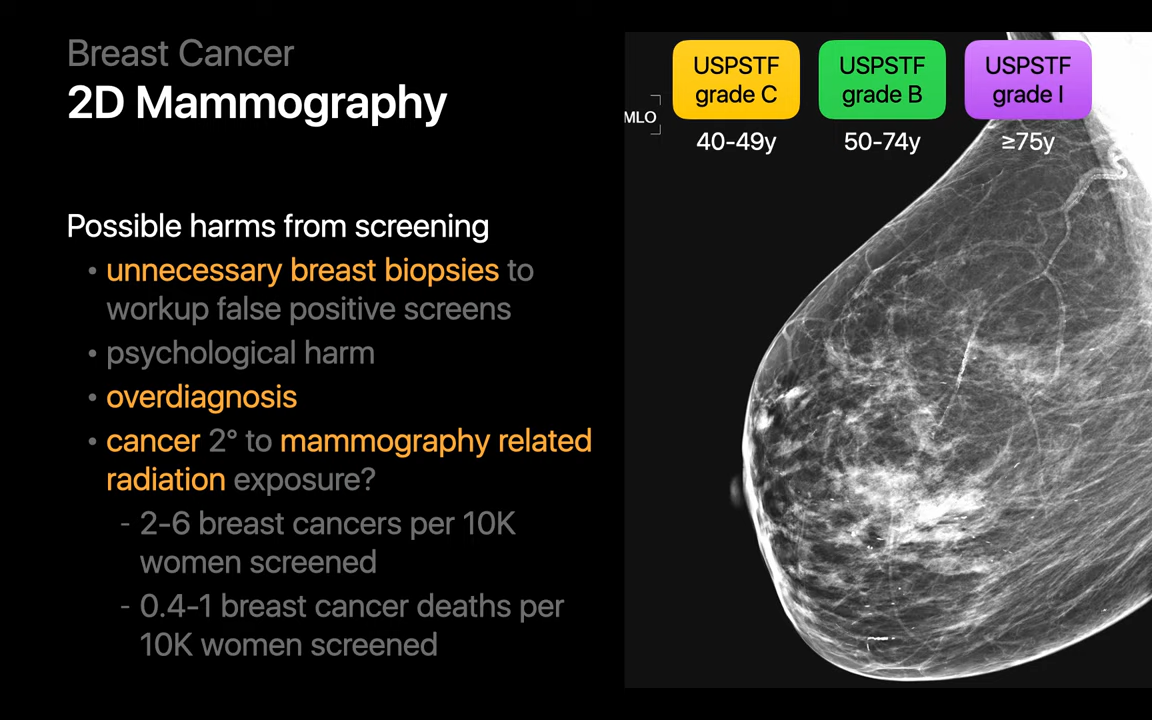 Breast Cancer
2D Mammography
USPSTF
grade C
40-49y
USPSTF
grade B
50-74y
USPSTF
grade I
≥75y
MLO
Possible harms from screening
• unnecessary breast biopsies to
workup false positive screens
• psychological harm
• overdiagnosis
• cancer 2° to mammography related
radiation exposure?
- 2-6 breast cancers per 10K
women screened
- 0.4-1 breast cancer deaths per
10K women screened